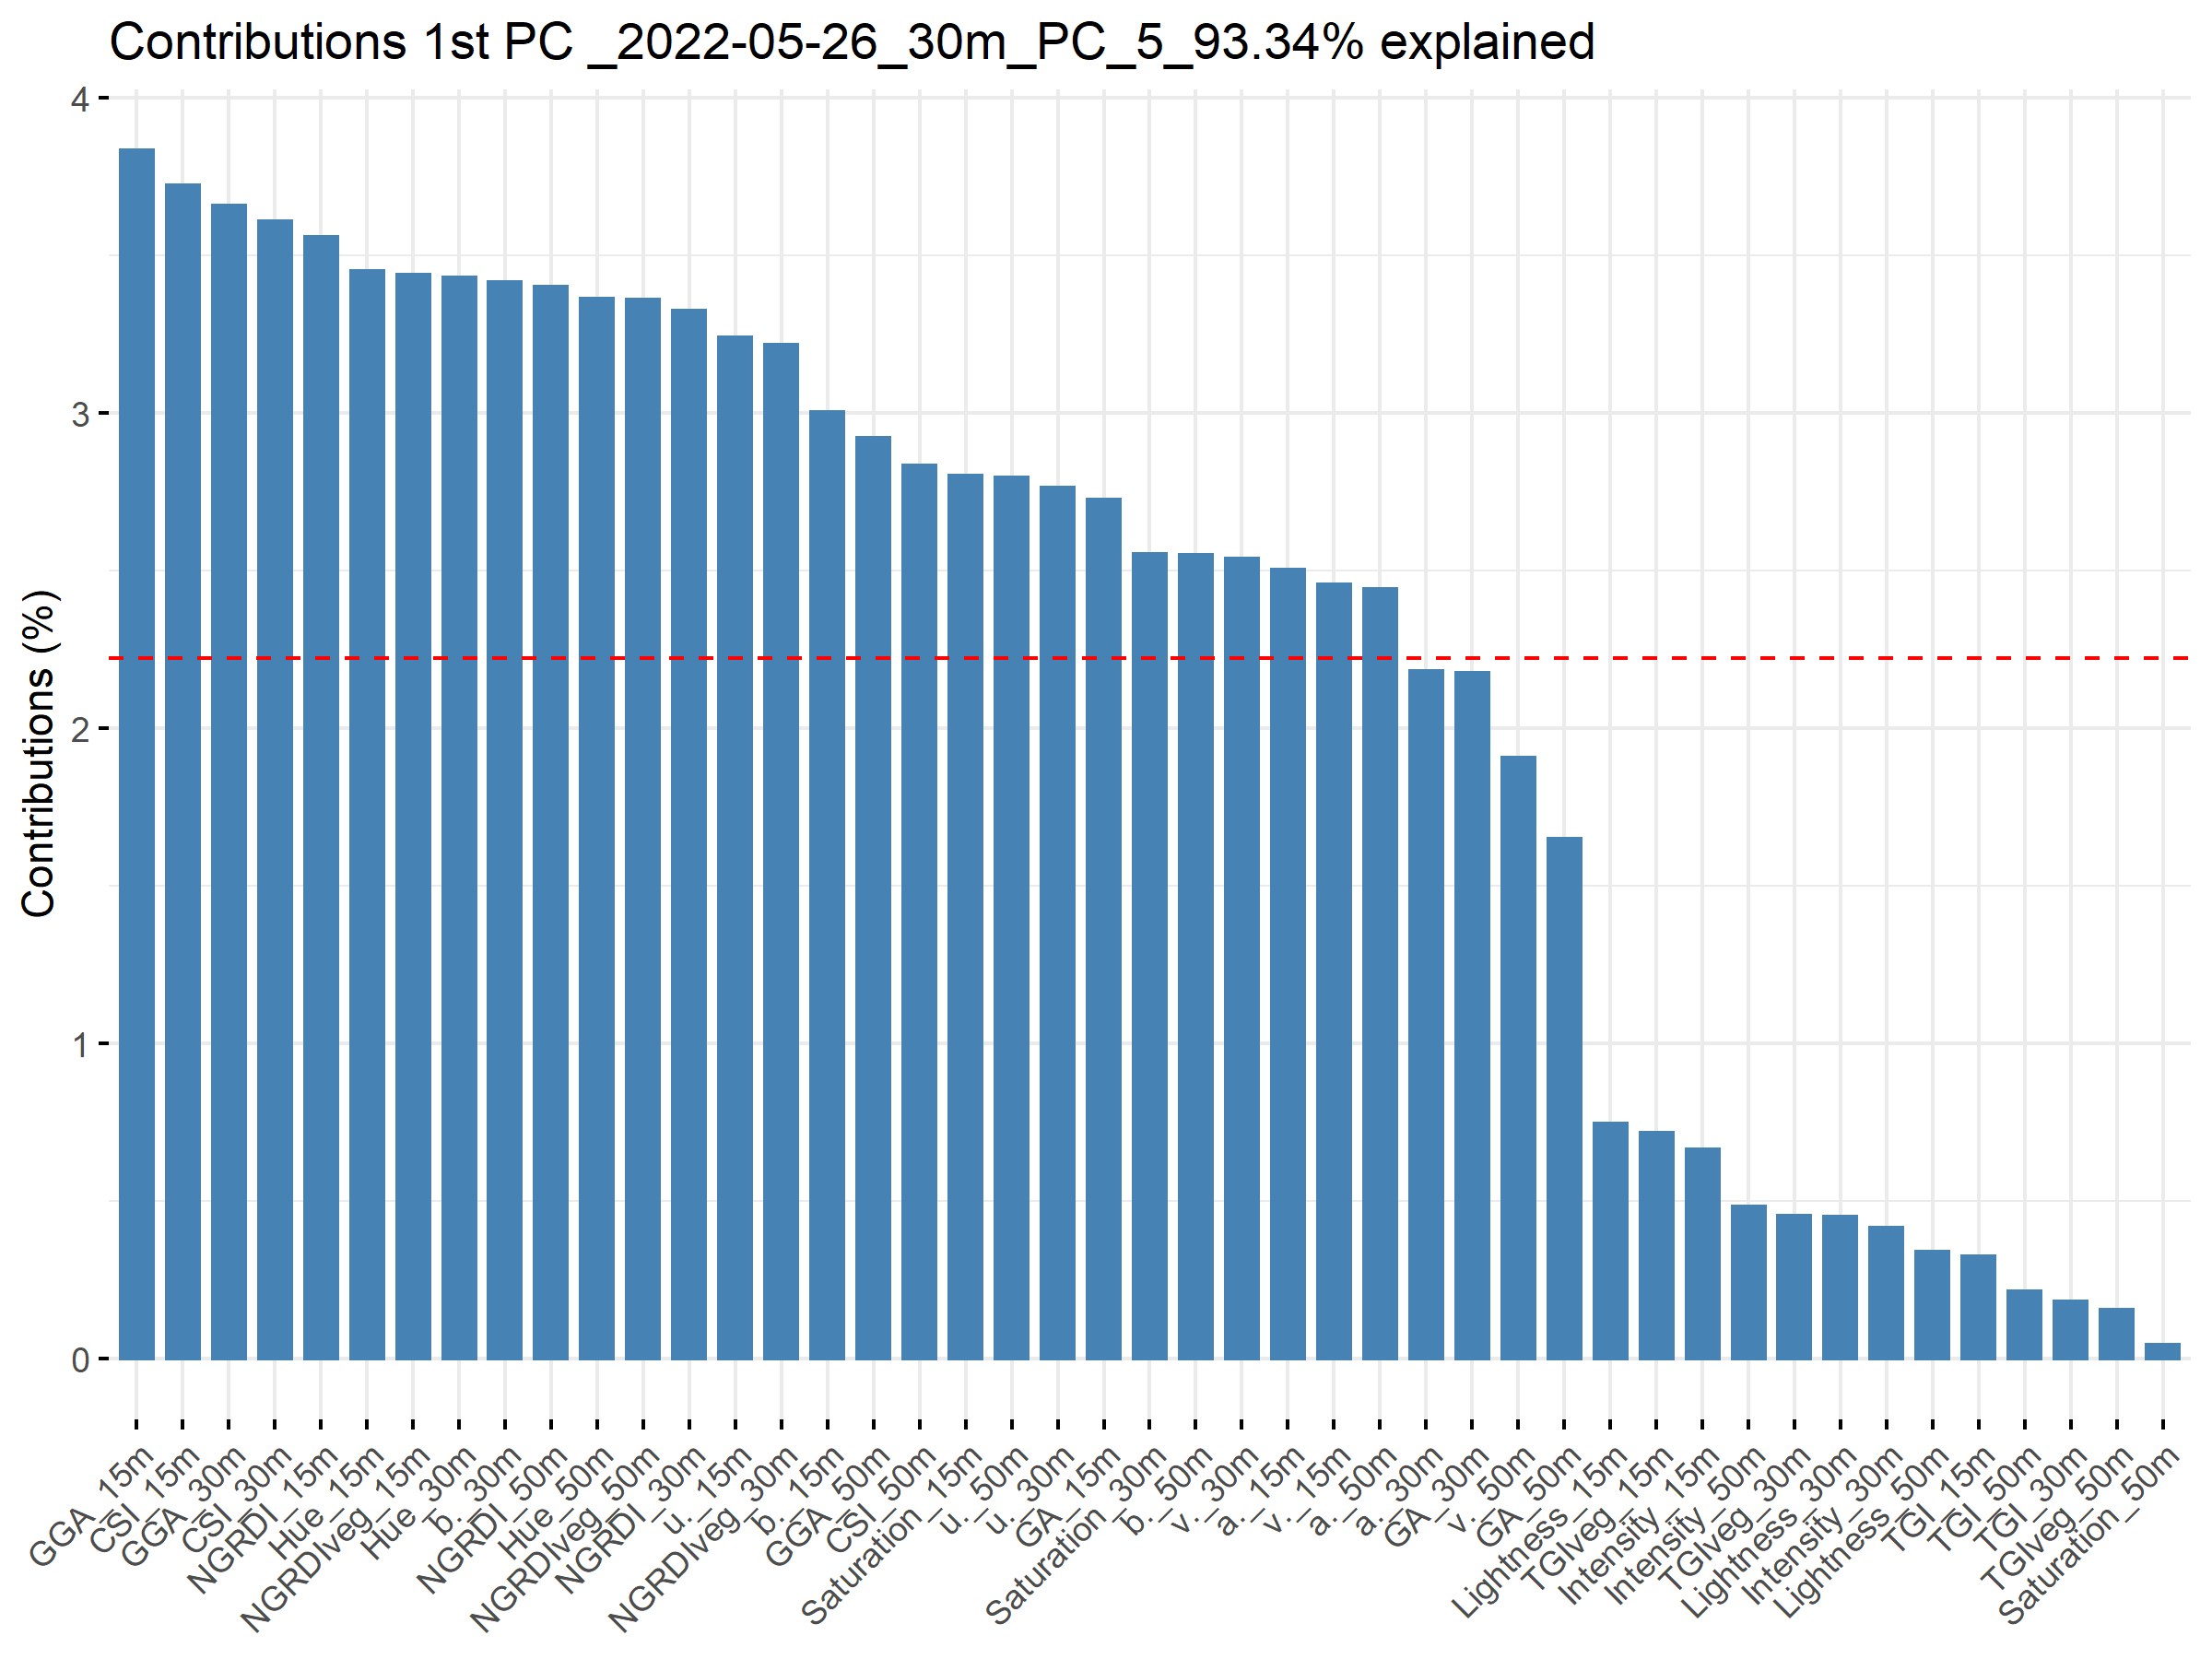 Contributions 1st PC _2022-05-26_30m_PC_5_93.34% explained
Contributions (%)
4
3
2
1
0
GGA_15m
CSI_15m
GGA_30m
CSI_30m
NGRDI_15m
Hue_15m
NGRDIveg_15m
Hue_30m
b._30m
NGRDI_50m
Hue_50m
NGRDIveg_50m
NGRDI_30m
u._15m
NGRDIveg_30m
b._15m
GGA_50m
CSI_50m
Saturation_15m
u._50m
u._30m
GA_15m
Saturation_30m
b._50m
v._30m
a._15m
v._15m
a._50m
a._30m
GA_30m
v._50m
GA_50m
Lightness_15m
TGIveg_15m
Intensity_15m
Intensity_50m
TGIveg_30m
Lightness_30m
Intensity_30m
Lightness_50m
TGI_15m
TGI_50m
TGI_30m
TGIveg_50m
Saturation_50m